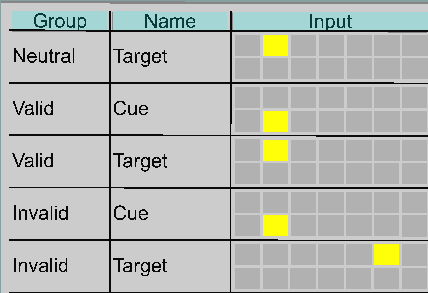 Group Name Input
Neutral Target
Valid Cue
Valid Target
Invalid Cue
Invalid Target